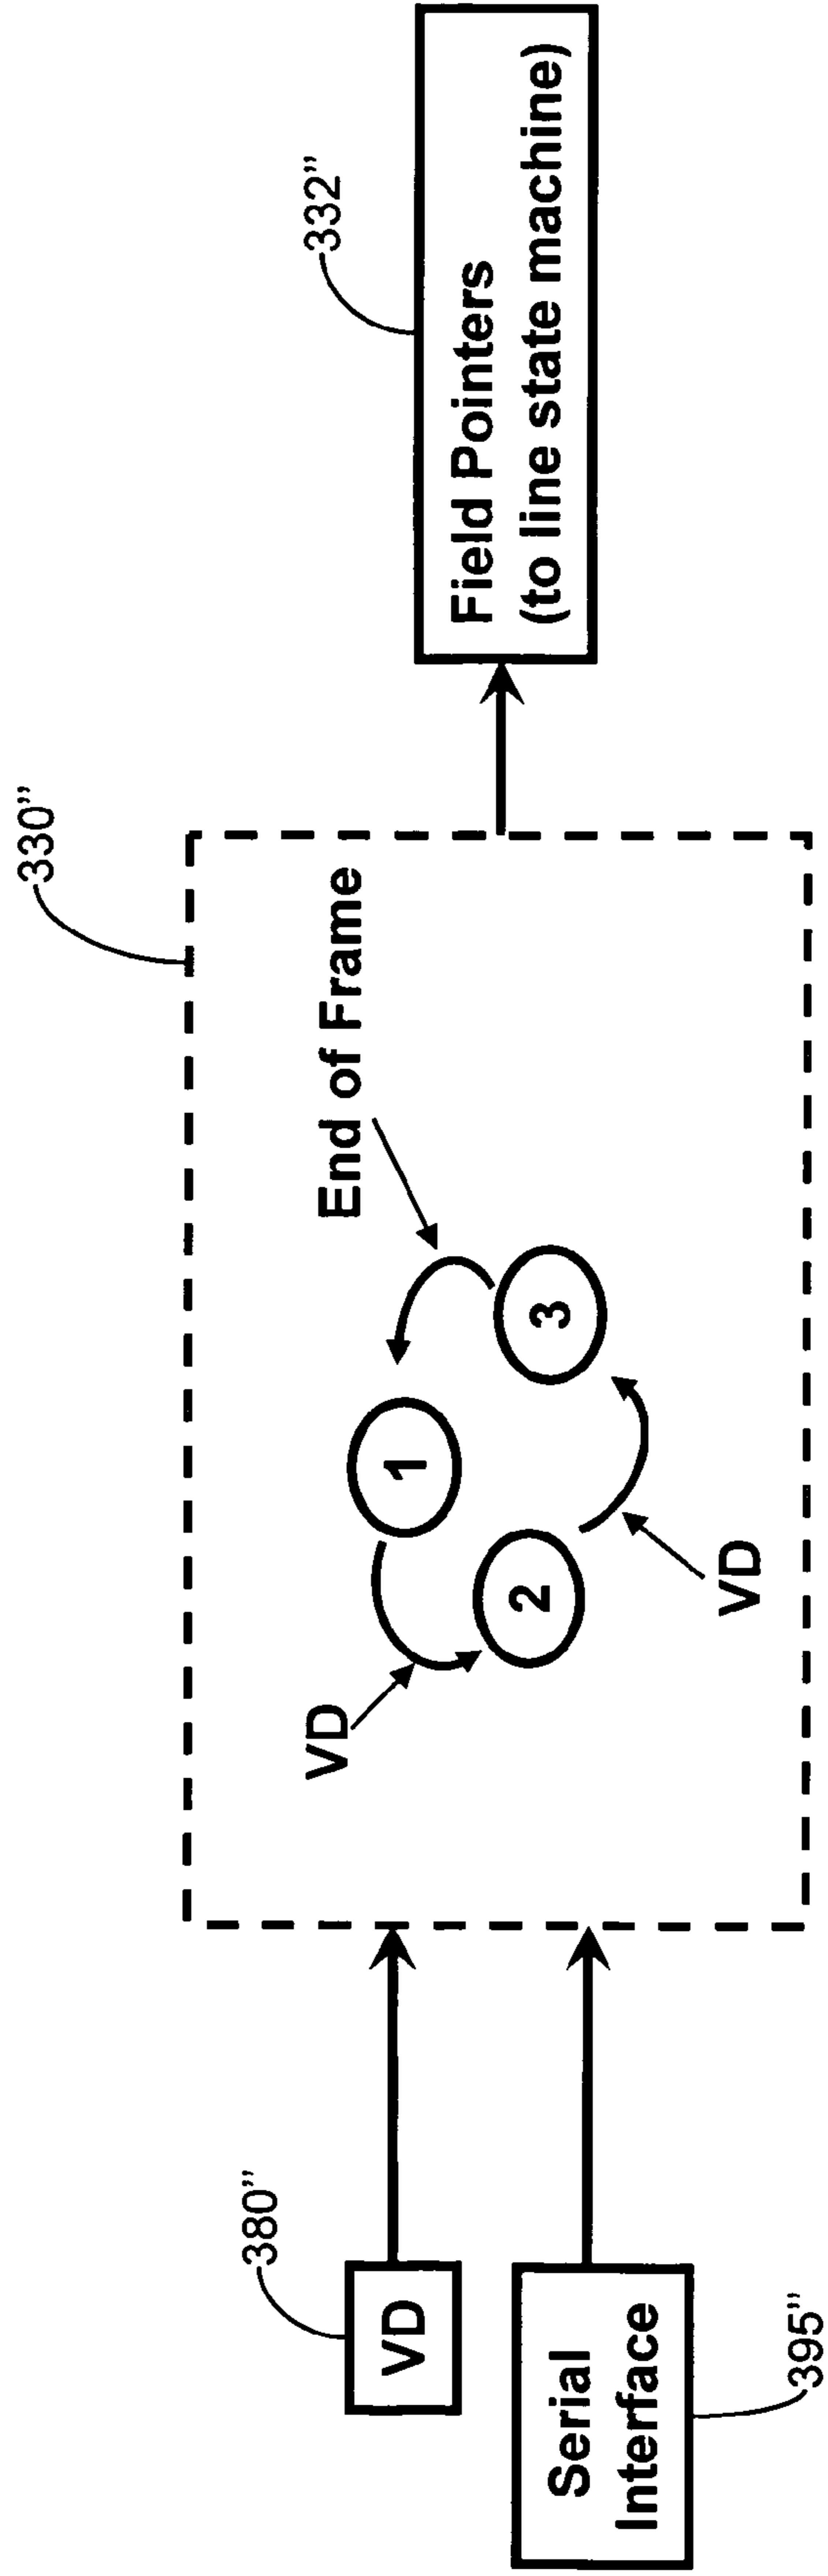 330”
332”
380”
VD
Serial
Interface
395”
VD
1
2
3
VD
End of Frame
Field Pointers
(to line state machine)